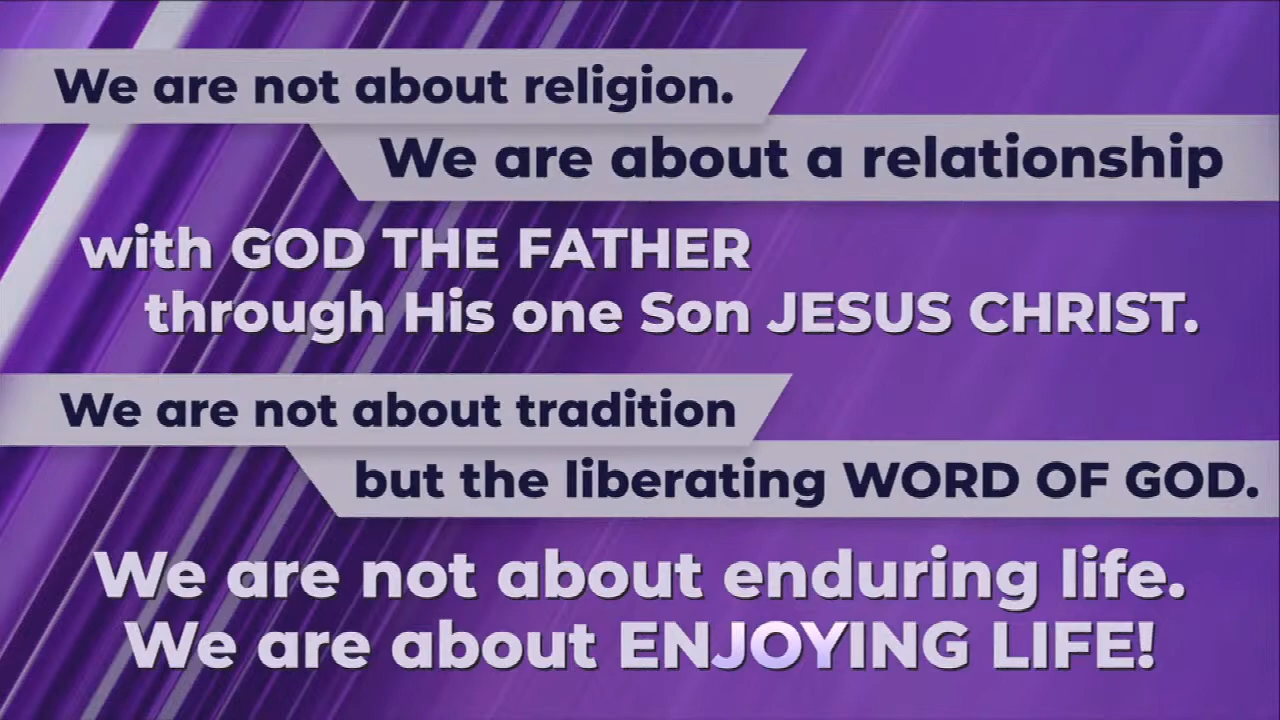 We are not about religion.
We are about a relationship
with GOD THE FATHER
through His one Son JESUS CHRIST.
We are not about tradition
but the liberating WORD OF GOD.
We are not about enduring life.
We are about ENJOYING LIFE!